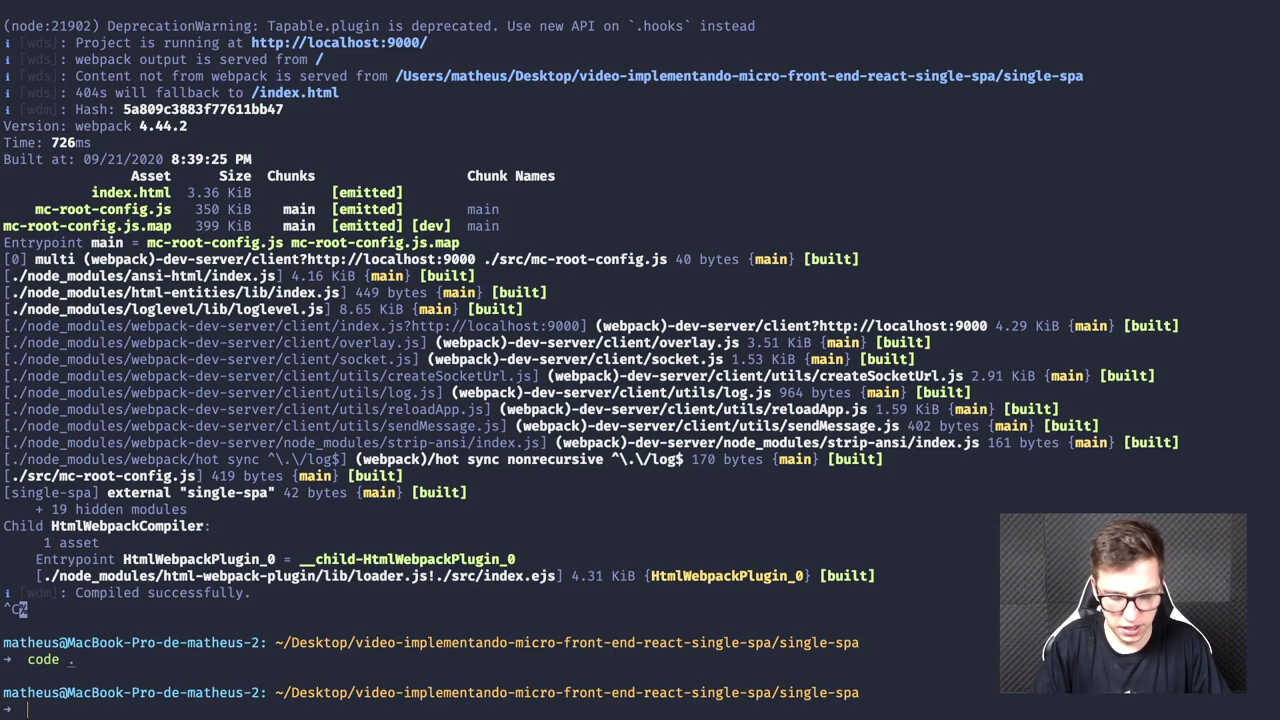 (node:21902) DeprecationWarning: Tapable.plugin is deprecated. Use new API on `.hooks` instead
ℹ ｢wds｣: Project is running at http://localhost:9000/
ℹ ｢wds｣: webpack output is served from /
ℹ ｢wds｣: Content not from webpack is served from /Users/matheus/Desktop/video-implementando-micro-front-end-react-single-spa/single-spa
ℹ ｢wds｣: 404s will fallback to /index.html
ℹ ｢wdm｣: Hash: 5a809c3883f77611bb47
Version: webpack 4.44.2
Time: 726ms
Built at: 09/21/2020 8:39:25 PM
Asset Size Chunks Chunk Names
index.html 3.36 KiB [emitted]
mc-root-config.js 350 KiB main [emitted] main
mc-root-config.js.map 399 KiB main [emitted] [dev] main
Entrypoint main = mc-root-config.js mc-root-config.js.map
[0] multi (webpack)-dev-server/client?http://localhost:9000 ./src/mc-root-config.js 40 bytes {main} [built]
[./node_modules/ansi-html/index.js] 4.16 KiB {main} [built]
[./node_modules/html-entities/lib/index.js] 449 bytes {main} [built]
[./node_modules/loglevel/lib/loglevel.js] 8.65 KiB {main} [built]
[./node_modules/webpack-dev-server/client/index.js?http://localhost:9000] (webpack)-dev-server/client?http://localhost:9000 4.29 KiB {main} [built]
[./node_modules/webpack-dev-server/client/overlay.js] (webpack)-dev-server/client/overlay.js 3.51 KiB {main} [built]
[./node_modules/webpack-dev-server/client/socket.js] (webpack)-dev-server/client/socket.js 1.53 KiB {main} [built]
[./node_modules/webpack-dev-server/client/utils/createSocketUrl.js] (webpack)-dev-server/client/utils/createSocketUrl.js 2.91 KiB {main} [built]
[./node_modules/webpack-dev-server/client/utils/log.js] (webpack)-dev-server/client/utils/log.js 964 bytes {main} [built]
[./node_modules/webpack-dev-server/client/utils/reloadApp.js] (webpack)-dev-server/client/utils/reloadApp.js 1.59 KiB {main} [built]
[./node_modules/webpack-dev-server/client/utils/sendMessage.js] (webpack)-dev-server/client/utils/sendMessage.js 402 bytes {main} [built]
[./node_modules/webpack-dev-server/node_modules/strip-ansi/index.js] (webpack)-dev-server/node_modules/strip-ansi/index.js 161 bytes {main} [built]
[./node_modules/webpack/hot sync ^\.\/log$] (webpack)/hot sync nonrecursive ^\.\/log$ 170 bytes {main} [built]
[./src/mc-root-config.js] 419 bytes {main} [built]
[single-spa] external "single-spa" 42 bytes {main} [built]
+ 19 hidden modules
Child HtmlWebpackCompiler:
1 asset
Entrypoint HtmlWebpackPlugin_0 = __child-HtmlWebpackPlugin_0
[./node_modules/html-webpack-plugin/lib/loader.js!./src/index.ejs] 4.31 KiB {HtmlWebpackPlugin_0} [built]
ℹ ｢wdm｣: Compiled successfully.
^C%
matheus@MacBook-Pro-de-matheus-2: ~/Desktop/video-implementando-micro-front-end-react-single-spa/single-spa
➜ code .
matheus@MacBook-Pro-de-matheus-2: ~/Desktop/video-implementando-micro-front-end-react-single-spa/single-spa
➜